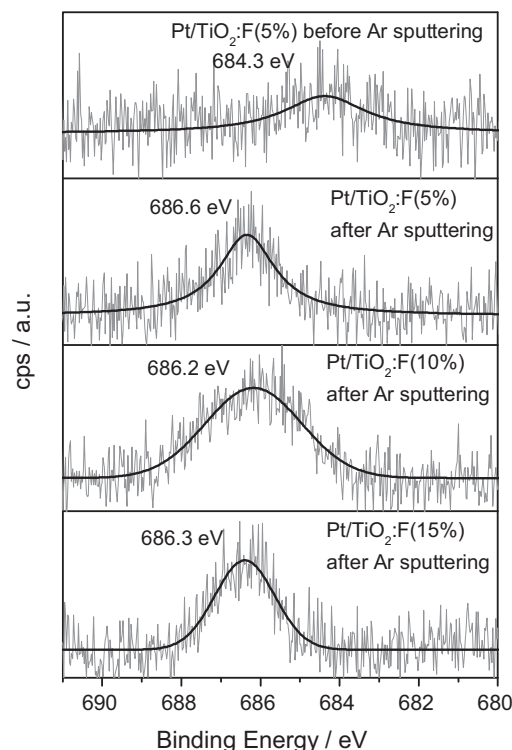 Pt/TiO₂:F(5%) before Ar sputtering
684.3 eV
686.6 eV
Pt/TiO₂:F(5%)
after Ar sputtering
686.2 eV
Pt/TiO₂:F(10%)
after Ar sputtering
686.3 eV
Pt/TiO₂:F(15%)
after Ar sputtering
cps / a.u.
690 688 686 684 682 680
Binding Energy / eV